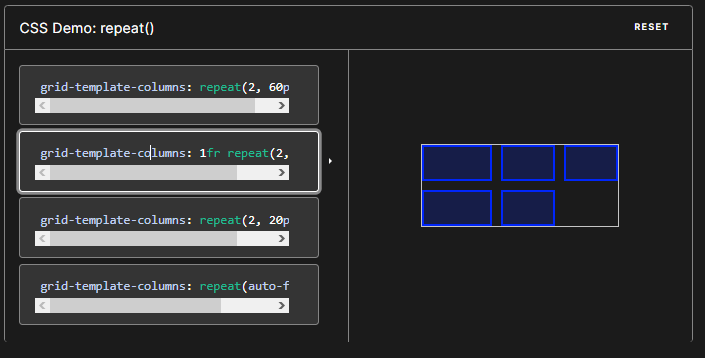 CSS Demo: repeat()
RESET
grid-template-columns: repeat(2, 60p
grid-template-columns: 1fr repeat(2,
grid-template-columns: repeat(2, 20p
grid-template-columns: repeat(auto-f